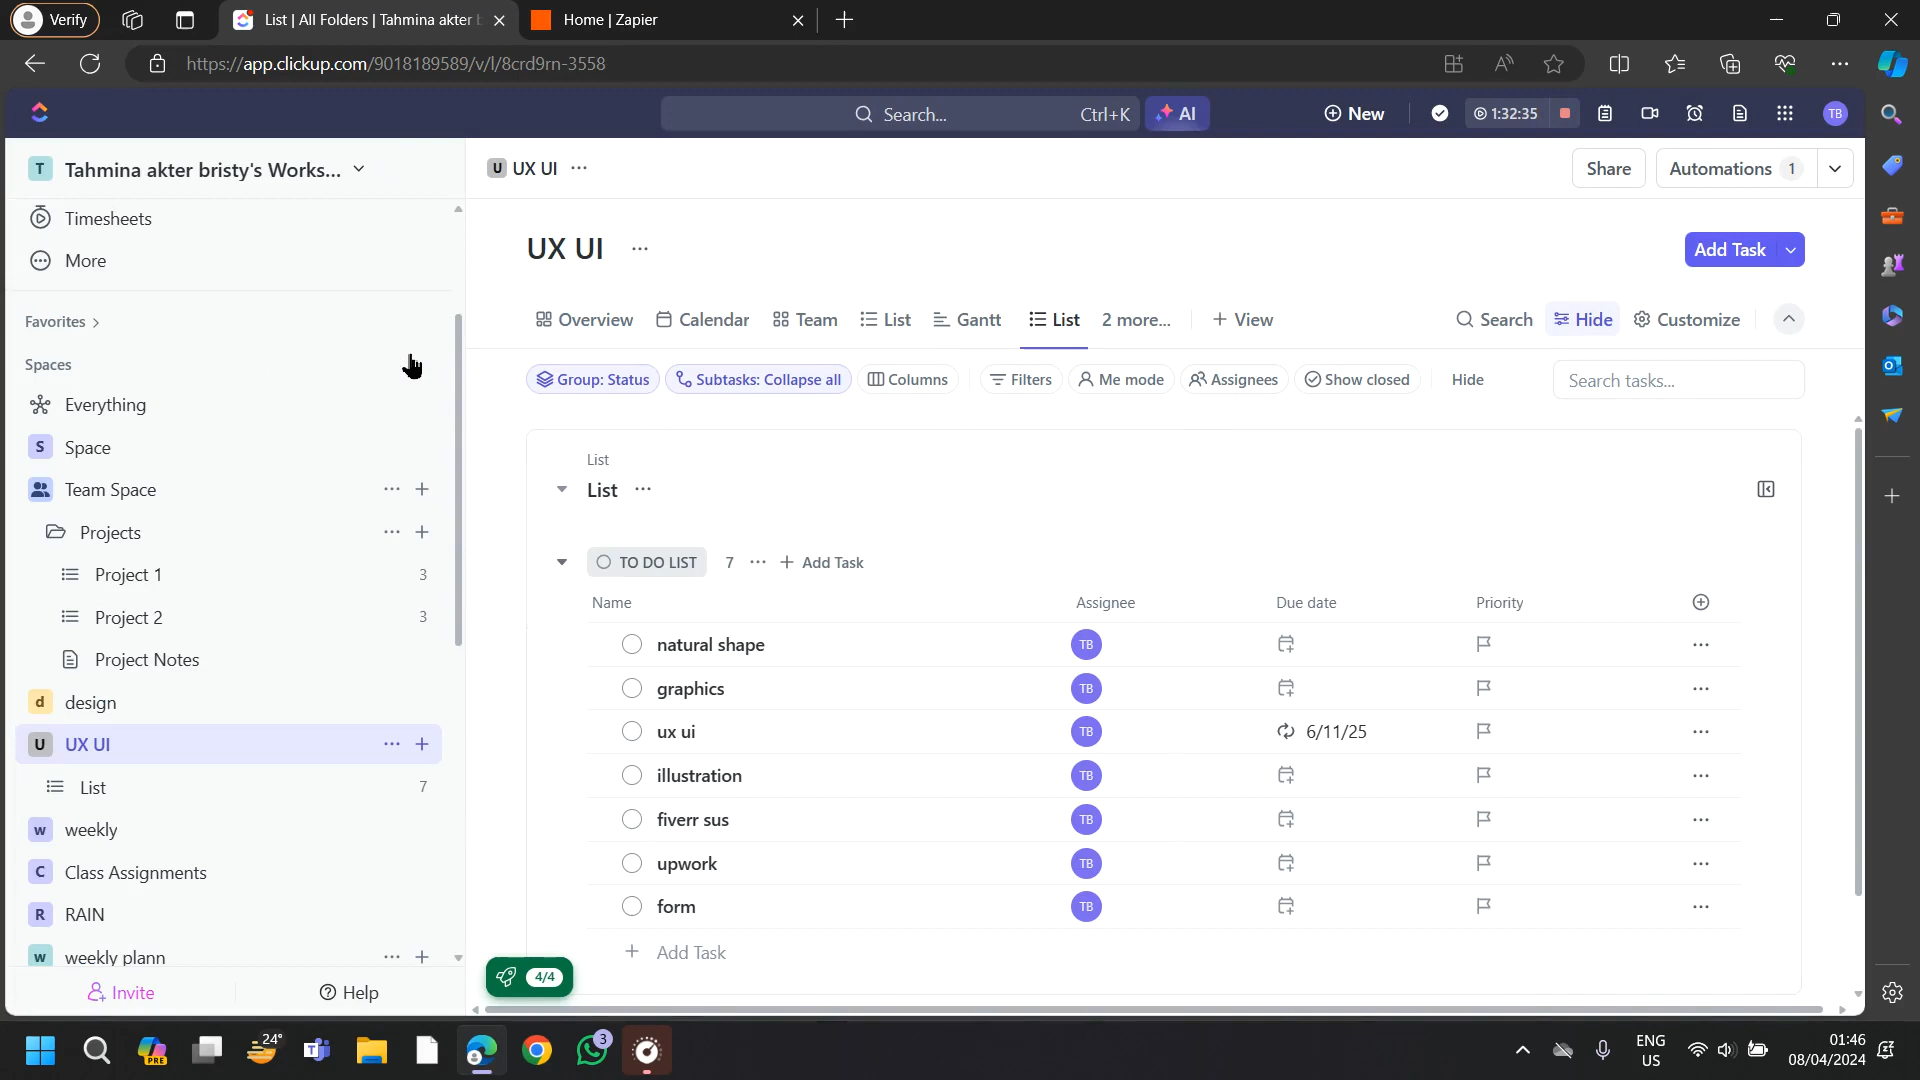 Verify
List | All Folders | Tahmina akter b
Home | Zapier
https://app.clickup.com/9018189589/v/l/8crd9rn-3558
Search...
Ctrl+K
AI
New
1:32:35
TB
T
Tahmina akter bristy's Works...
U UX UI
Share
Automations 1
Timesheets
More
Favorites
Spaces
Everything
S Space
Team Space
Projects
Project 1 3
Project 2 3
Project Notes
d design
U UX UI
List 7
w weekly
C Class Assignments
R RAIN
w weekly plann
Invite
Help
UX UI
Add Task
Overview
Calendar
Team
List
Gantt
List
2 more...
View
Search
Hide
Customize
Group: Status
Subtasks: Collapse all
Columns
Filters
Me mode
Assignees
Show closed
Hide
Search tasks...
List
List
TO DO LIST 7 Add Task
Name Assignee Due date Priority
natural shape TB
graphics TB
ux ui TB 6/11/25
illustration TB
fiverr sus TB
upwork TB
form TB
Add Task
4/4
PRE
24°
3
ENG
US
01:46
08/04/2024